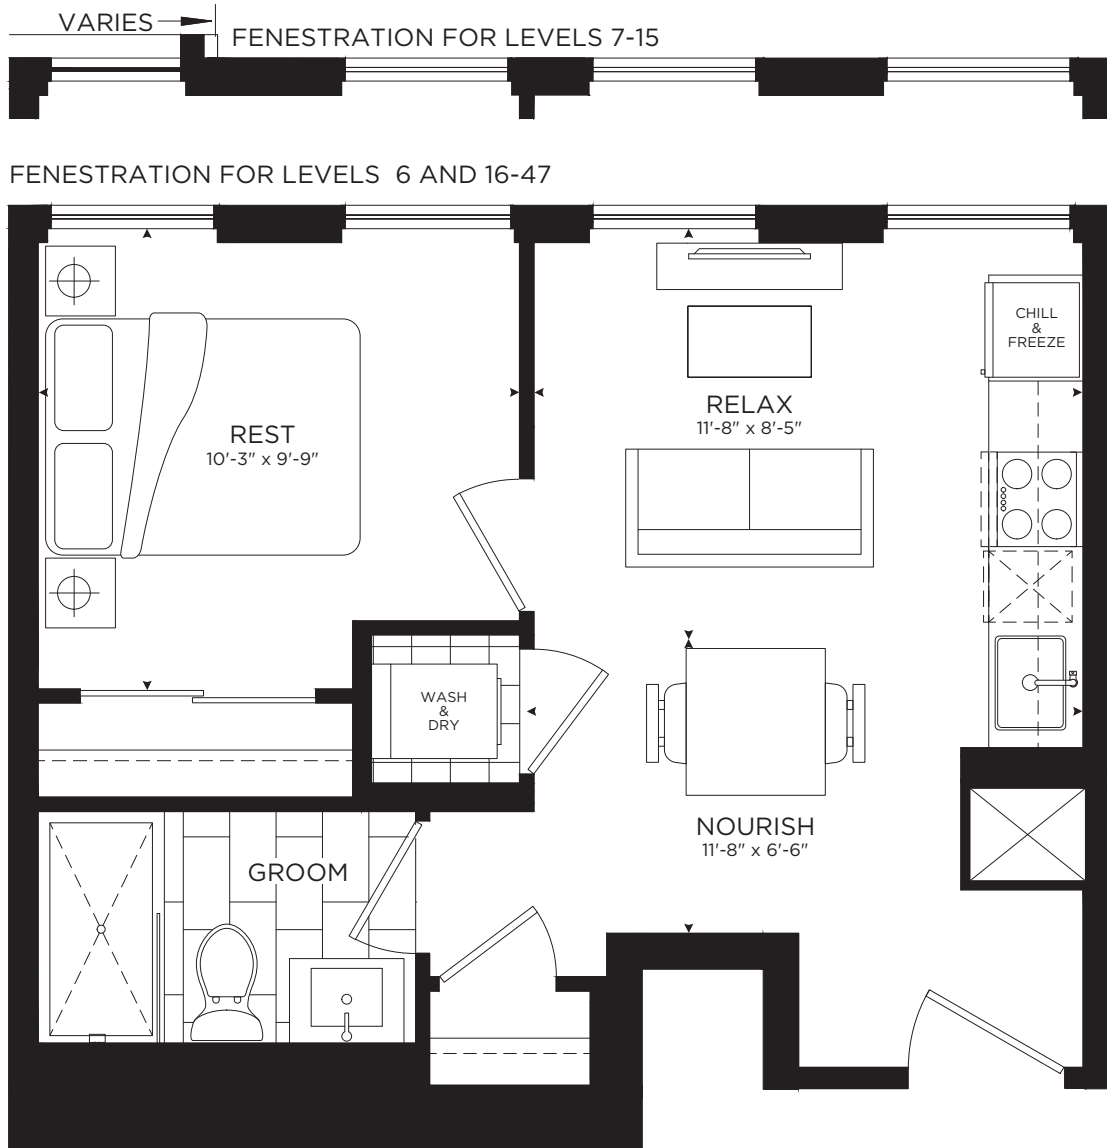 VARIES
FENESTRATION FOR LEVELS 7-15
FENESTRATION FOR LEVELS 6 AND 16-47
CHILL
&
FREEZE
RELAX
11'-8" x 8'-5"
REST
10'-3" x 9'-9"
WASH
&
DRY
NOURISH
11'-8" x 6'-6"
GROOM